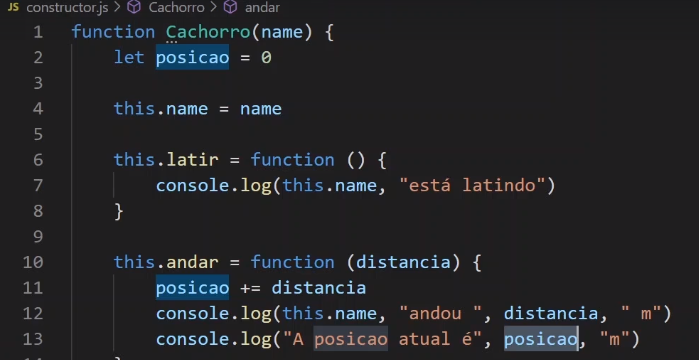 JS constructor.js > Cachorro > andar
1 function Cachorro(name) {
2 let posicao = 0
3
4 this.name = name
5
6 this.latir = function () {
7 console.log(this.name, "está latindo")
8 }
9
10 this.andar = function (distancia) {
11 posicao += distancia
12 console.log(this.name, "andou ", distancia, " m")
13 console.log("A posicao atual é", posicao, "m")